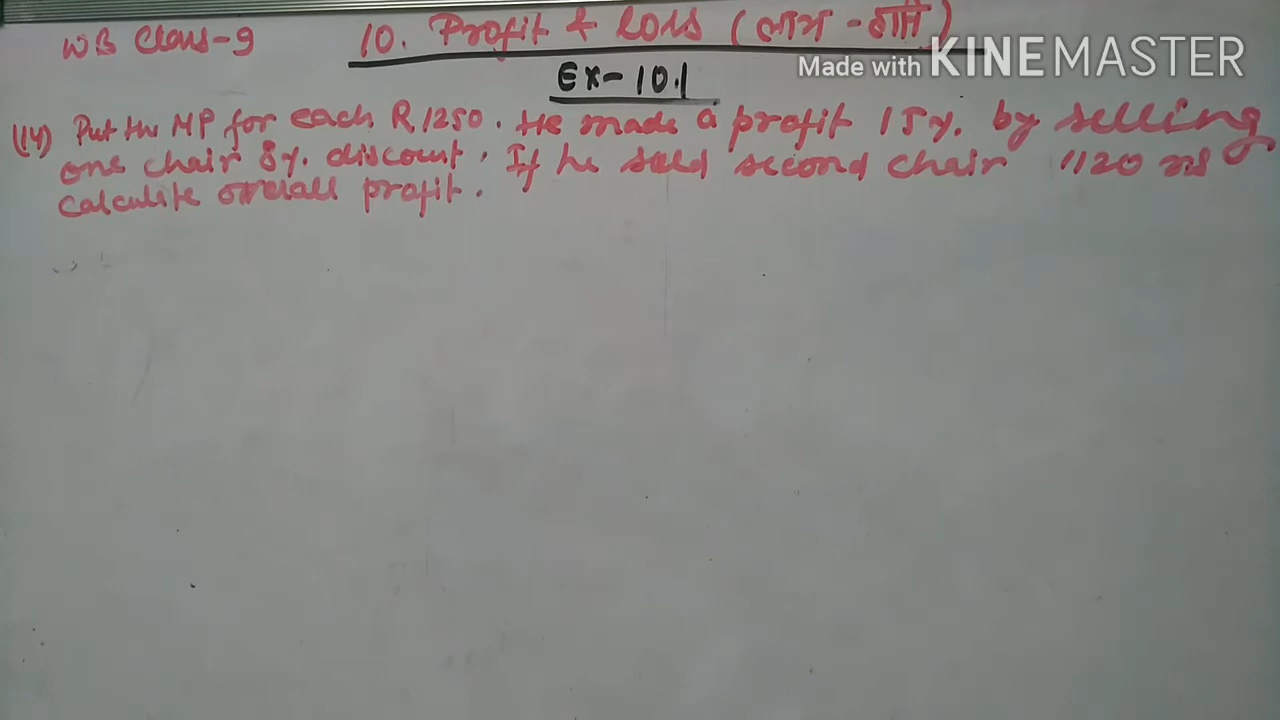 WB Class-9
10. Profit & Loss (लाभ-हानि)
Made with KINEMASTER
Ex-10.1
(14) Put the MP for each R 1250. He made a profit 15%. by selling
one chair 8%. discount. If he sold second chair 1120 rs
calculate overall profit.